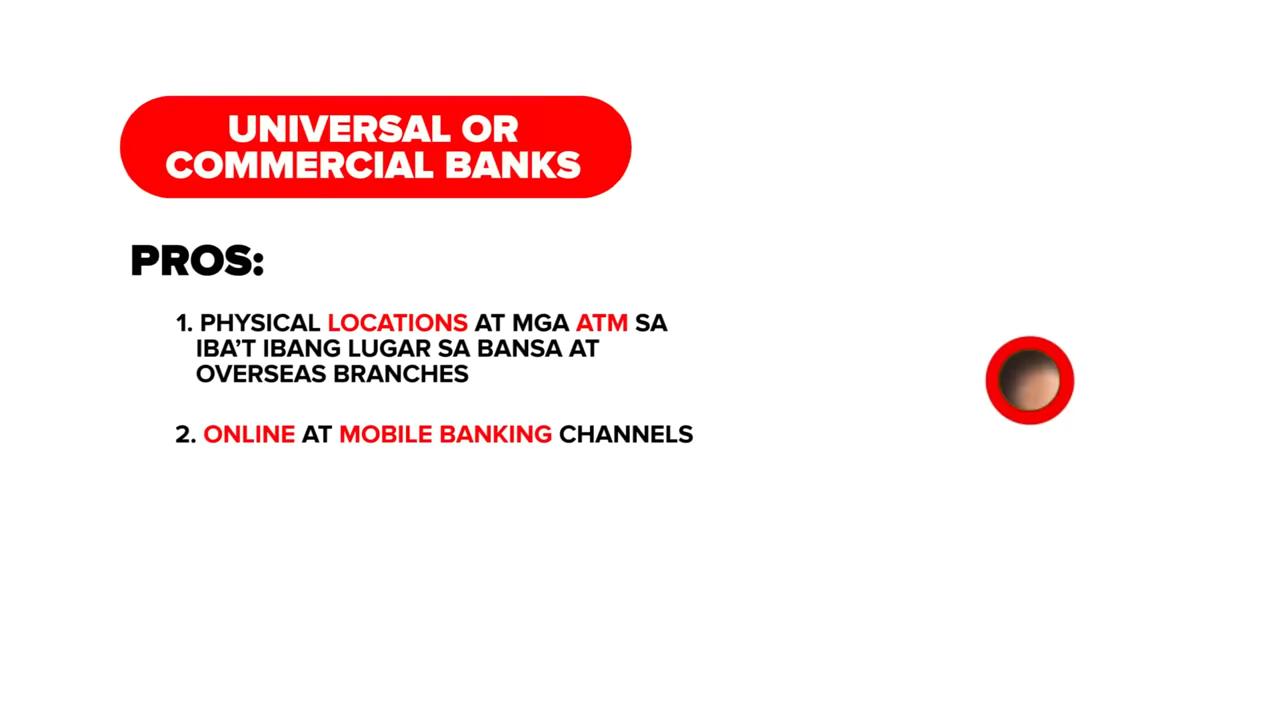 UNIVERSAL OR
COMMERCIAL BANKS
PROS:
1. PHYSICAL LOCATIONS AT MGA ATM SA
IBA’T IBANG LUGAR SA BANSA AT
OVERSEAS BRANCHES
2. ONLINE AT MOBILE BANKING CHANNELS